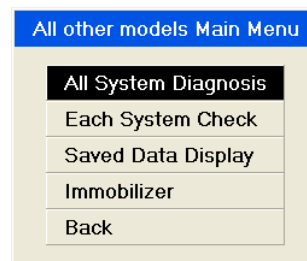 All other models Main Menu
All System Diagnosis
Each System Check
Saved Data Display
Immobilizer
Back